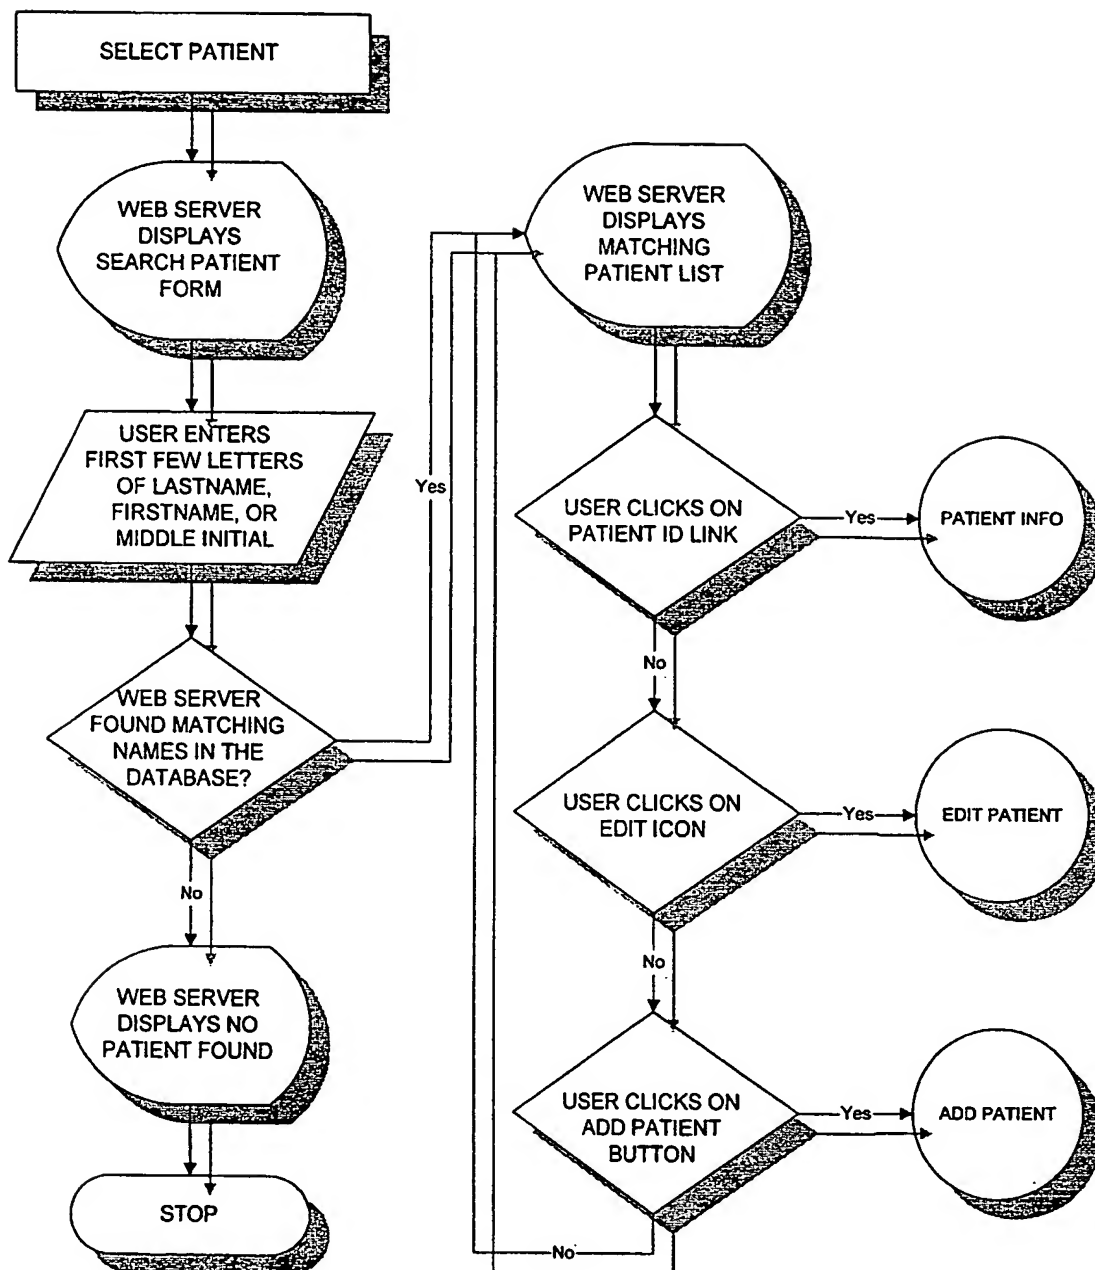 SELECT PATIENT
WEB SERVER
DISPLAYS
SEARCH PATIENT
FORM
USER ENTERS
FIRST FEW LETTERS
OF LASTNAME,
FIRSTNAME, OR
MIDDLE INITIAL
WEB SERVER
FOUND MATCHING
NAMES IN THE
DATABASE?
Yes
No
WEB SERVER
DISPLAYS NO
PATIENT FOUND
STOP
WEB SERVER
DISPLAYS
MATCHING
PATIENT LIST
USER CLICKS ON
PATIENT ID LINK
Yes
PATIENT INFO
No
USER CLICKS ON
EDIT ICON
Yes
EDIT PATIENT
No
USER CLICKS ON
ADD PATIENT
BUTTON
Yes
ADD PATIENT
No